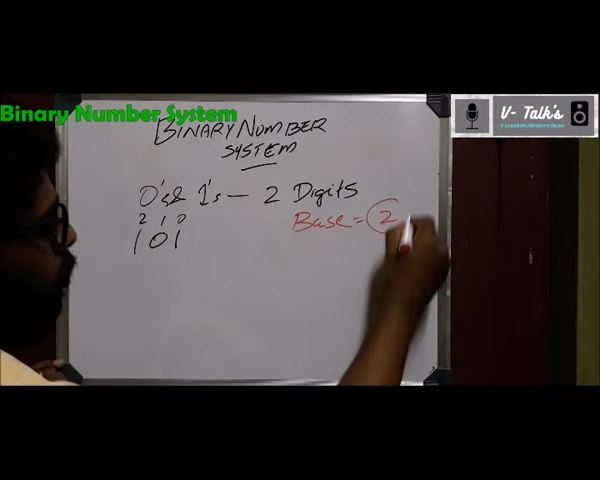 Binary Number System
V- Talk's
BINARY NUMBER
SYSTEM
0's & 1's — 2 Digits
2 1 0
Base = 2
101